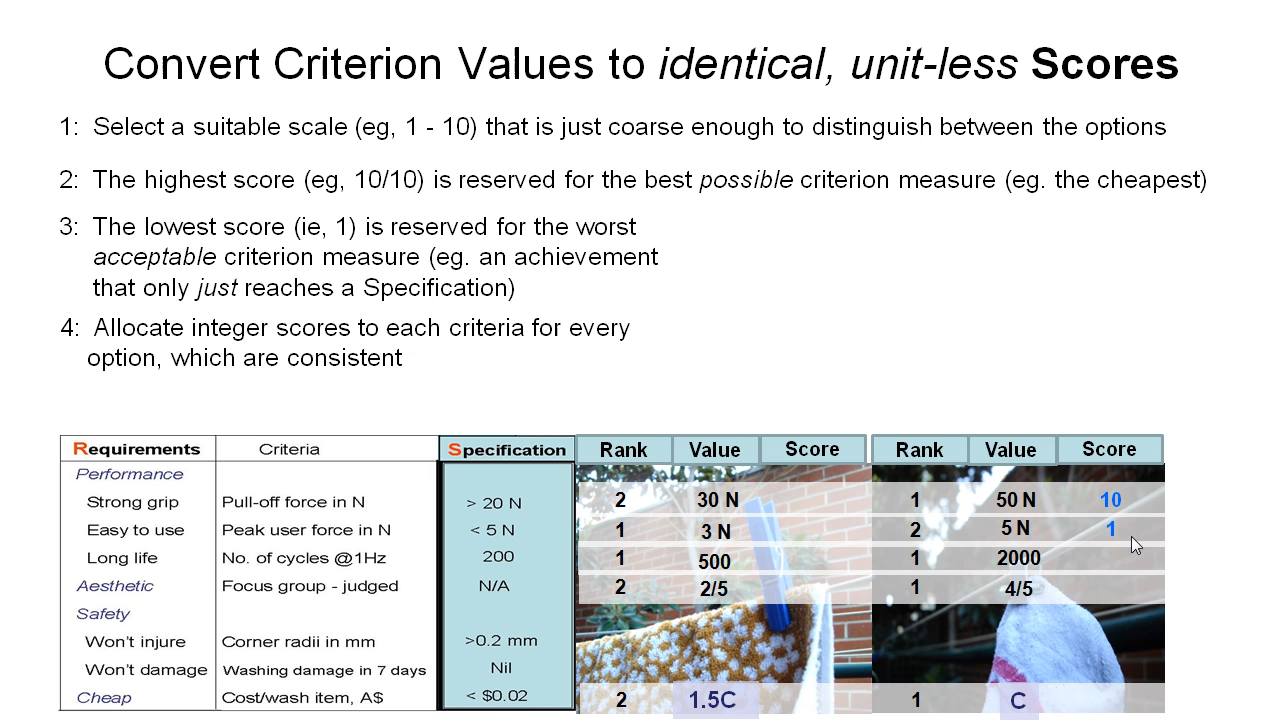 Convert Criterion Values to identical, unit-less Scores
1: Select a suitable scale (eg, 1 - 10) that is just coarse enough to distinguish between the options
2: The highest score (eg, 10/10) is reserved for the best possible criterion measure (eg. the cheapest)
3: The lowest score (ie, 1) is reserved for the worst
acceptable criterion measure (eg. an achievement
that only just reaches a Specification)
4: Allocate integer scores to each criteria for every
option, which are consistent
Requirements Criteria Specification Rank Value Score Rank Value Score
Performance
Strong grip Pull-off force in N > 20 N 2 30 N 1 50 N 10
Easy to use Peak user force in N < 5 N 1 3 N 2 5 N 1
Long life No. of cycles @1Hz 200 1 500 1 2000
Aesthetic Focus group - judged N/A 2 2/5 1 4/5
Safety
Won't injure Corner radii in mm >0.2 mm
Won't damage Washing damage in 7 days Nil
Cheap Cost/wash item, A$ < $0.02 2 1.5C 1 C